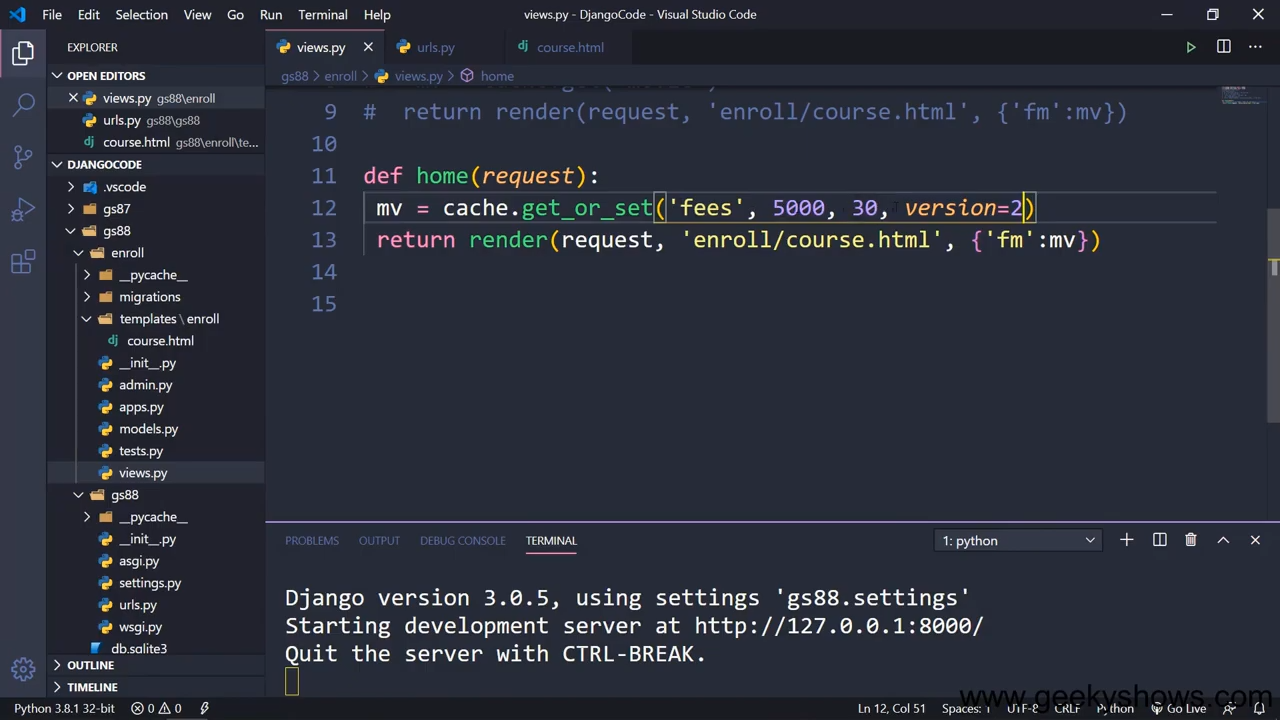 File Edit Selection View Go Run Terminal Help
views.py - DjangoCode - Visual Studio Code
EXPLORER
OPEN EDITORS
views.py gs88\enroll
urls.py gs88\gs88
course.html gs88\enroll\te...
DJANGOCODE
.vscode
gs87
gs88
enroll
__pycache__
migrations
templates \ enroll
course.html
__init__.py
admin.py
apps.py
models.py
tests.py
views.py
gs88
__pycache__
__init__.py
asgi.py
settings.py
urls.py
wsgi.py
db.sqlite3
OUTLINE
TIMELINE
views.py urls.py course.html
gs88 > enroll > views.py > home
9 # return render(request, 'enroll/course.html', {'fm':mv})
10
11 def home(request):
12 mv = cache.get_or_set('fees', 5000, 30, version=2)
13 return render(request, 'enroll/course.html', {'fm':mv})
14
15
PROBLEMS OUTPUT DEBUG CONSOLE TERMINAL
1: python
Django version 3.0.5, using settings 'gs88.settings'
Starting development server at http://127.0.0.1:8000/
Quit the server with CTRL-BREAK.
www.geekyshows.com
Python 3.8.1 32-bit 0 0 Ln 12, Col 51 Spaces: 1 UTF-8 CRLF Python Go Live